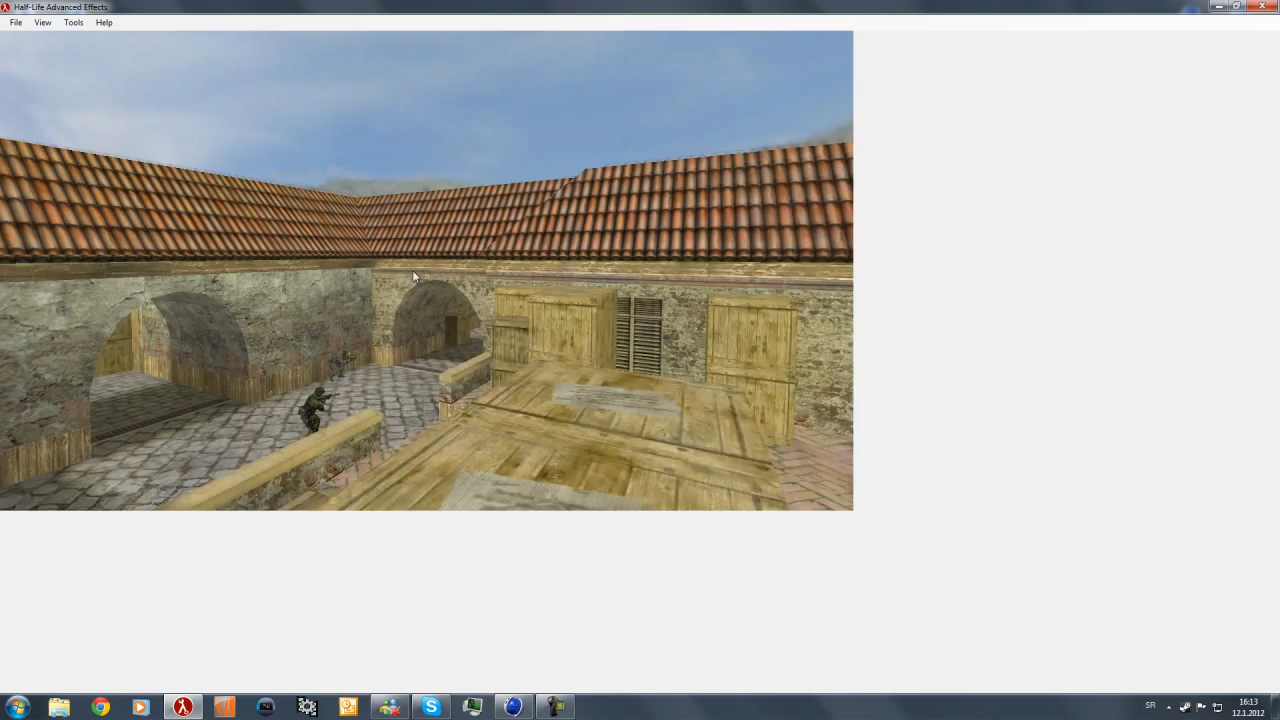 Half-Life Advanced Effects
File View Tools Help
SR
16:13
12.1.2012